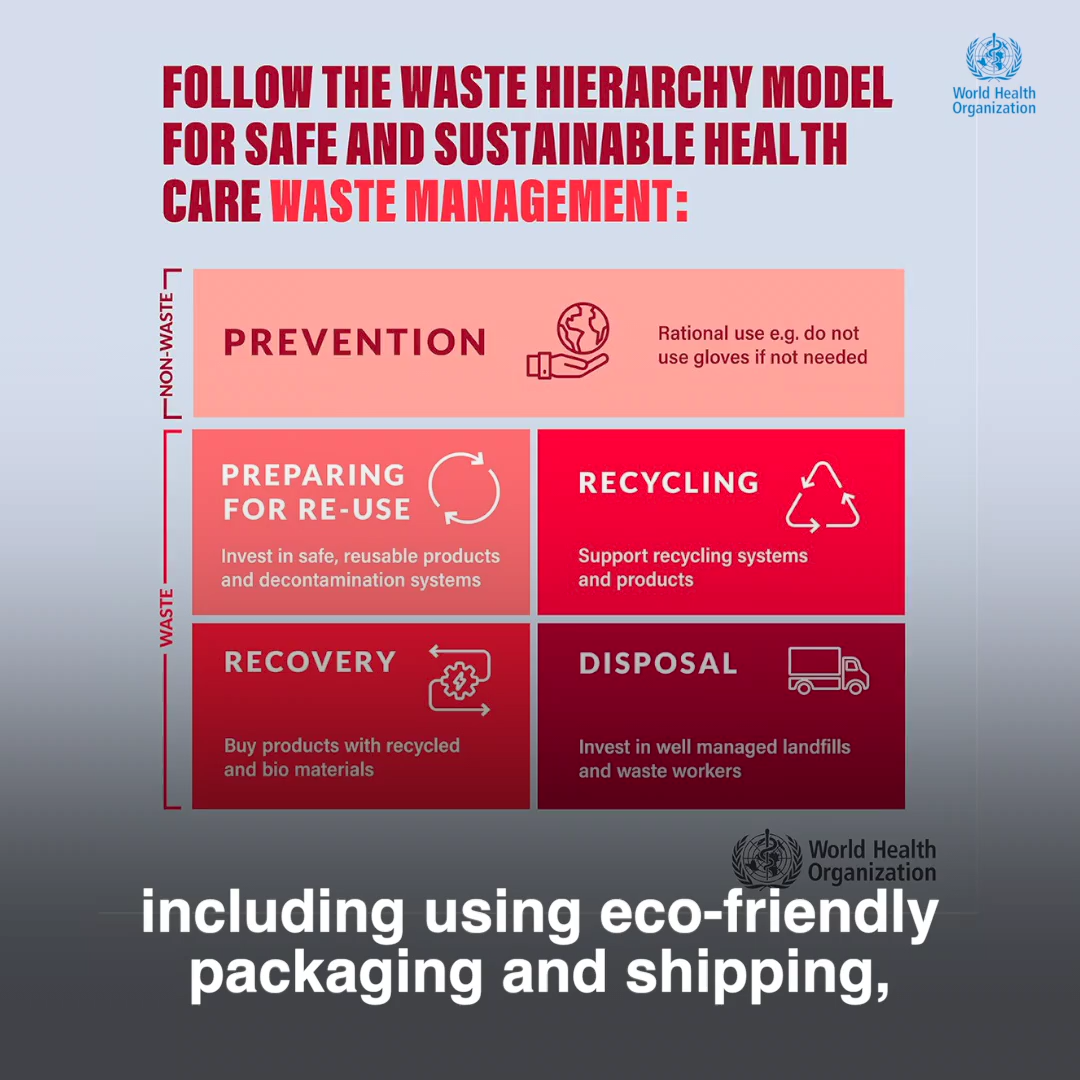 World Health
Organization
FOLLOW THE WASTE HIERARCHY MODEL
FOR SAFE AND SUSTAINABLE HEALTH
CARE WASTE MANAGEMENT:
NON-WASTE
PREVENTION
Rational use e.g. do not
use gloves if not needed
WASTE
PREPARING
FOR RE-USE
Invest in safe, reusable products
and decontamination systems
RECYCLING
Support recycling systems
and products
RECOVERY
Buy products with recycled
and bio materials
DISPOSAL
Invest in well managed landfills
and waste workers
World Health
Organization
including using eco-friendly
packaging and shipping,